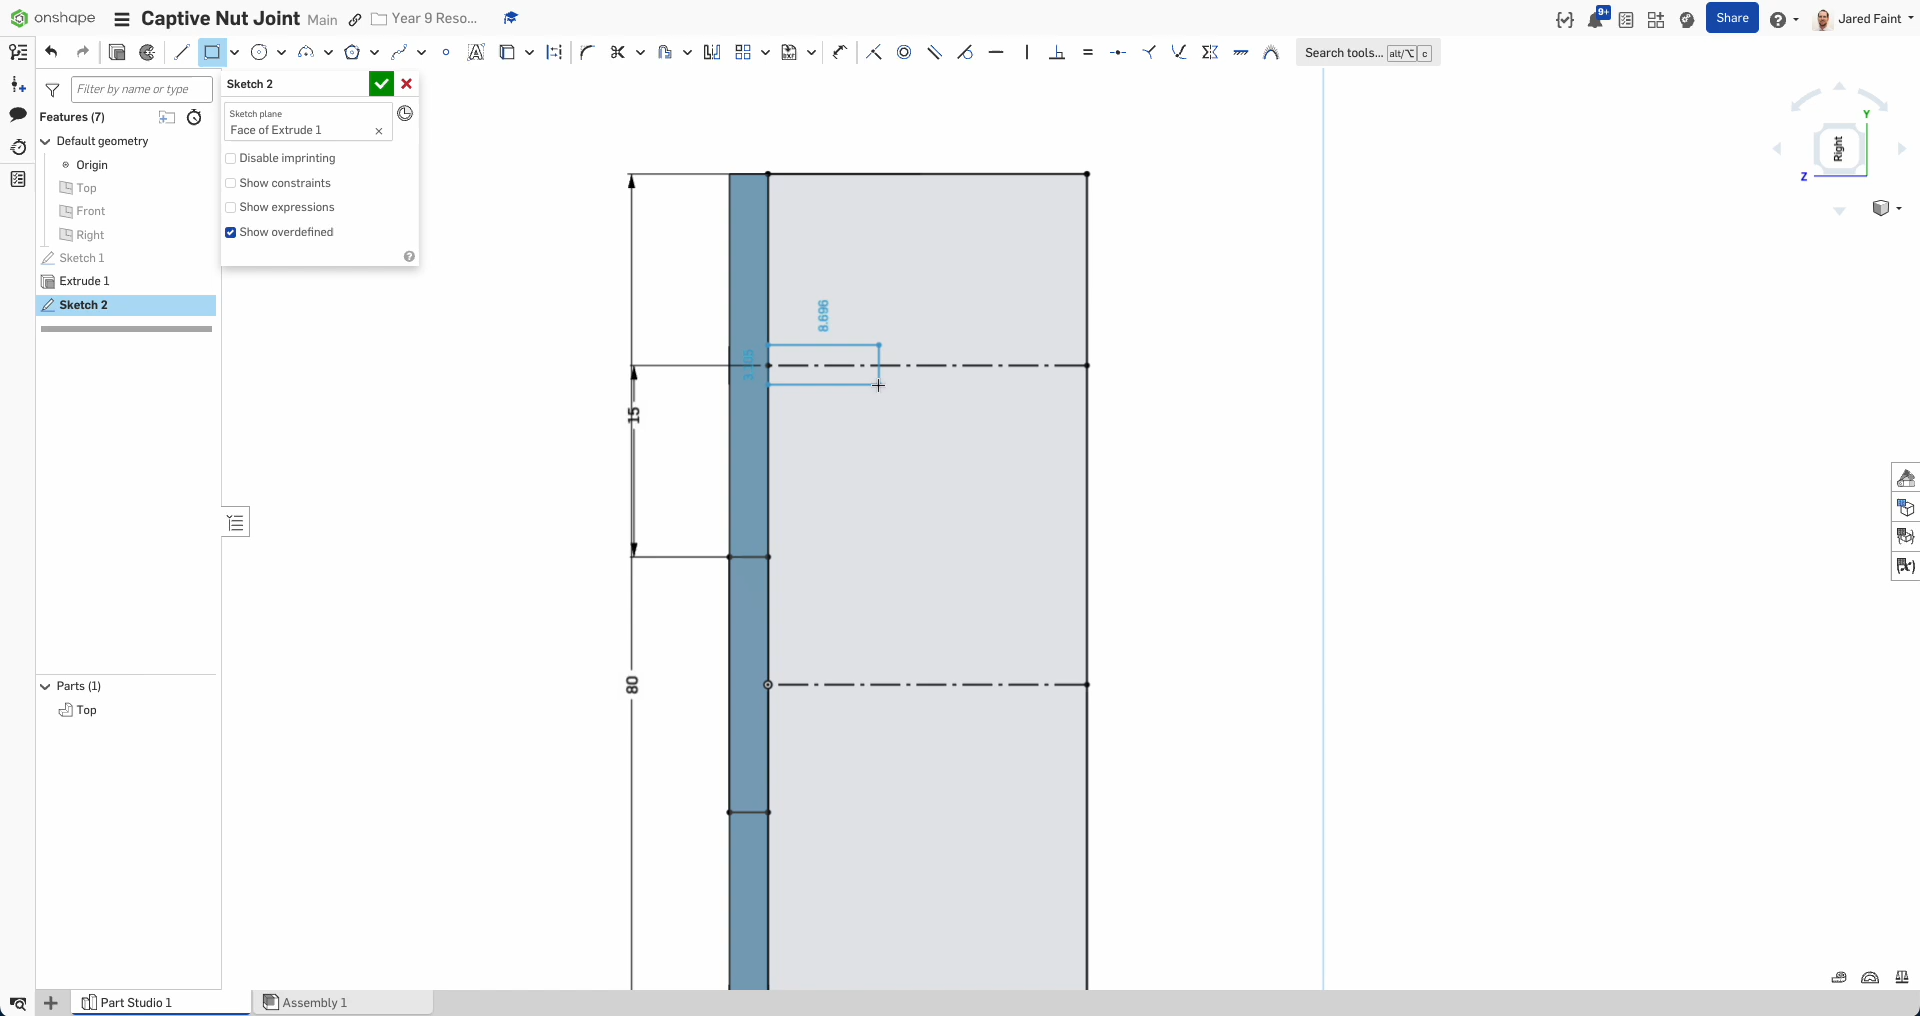 onshape
Captive Nut Joint
Main
Year 9 Reso...
9+
Share
Jared Faint
Search tools...
alt/⌥ c
Filter by name or type
Features (7)
Default geometry
Origin
Top
Front
Right
Sketch 1
Extrude 1
Sketch 2
Sketch 2
Sketch plane
Face of Extrude 1
Disable imprinting
Show constraints
Show expressions
Show overdefined
8.696
15
80
Y
Right
Z
Parts (1)
Top
Part Studio 1
Assembly 1